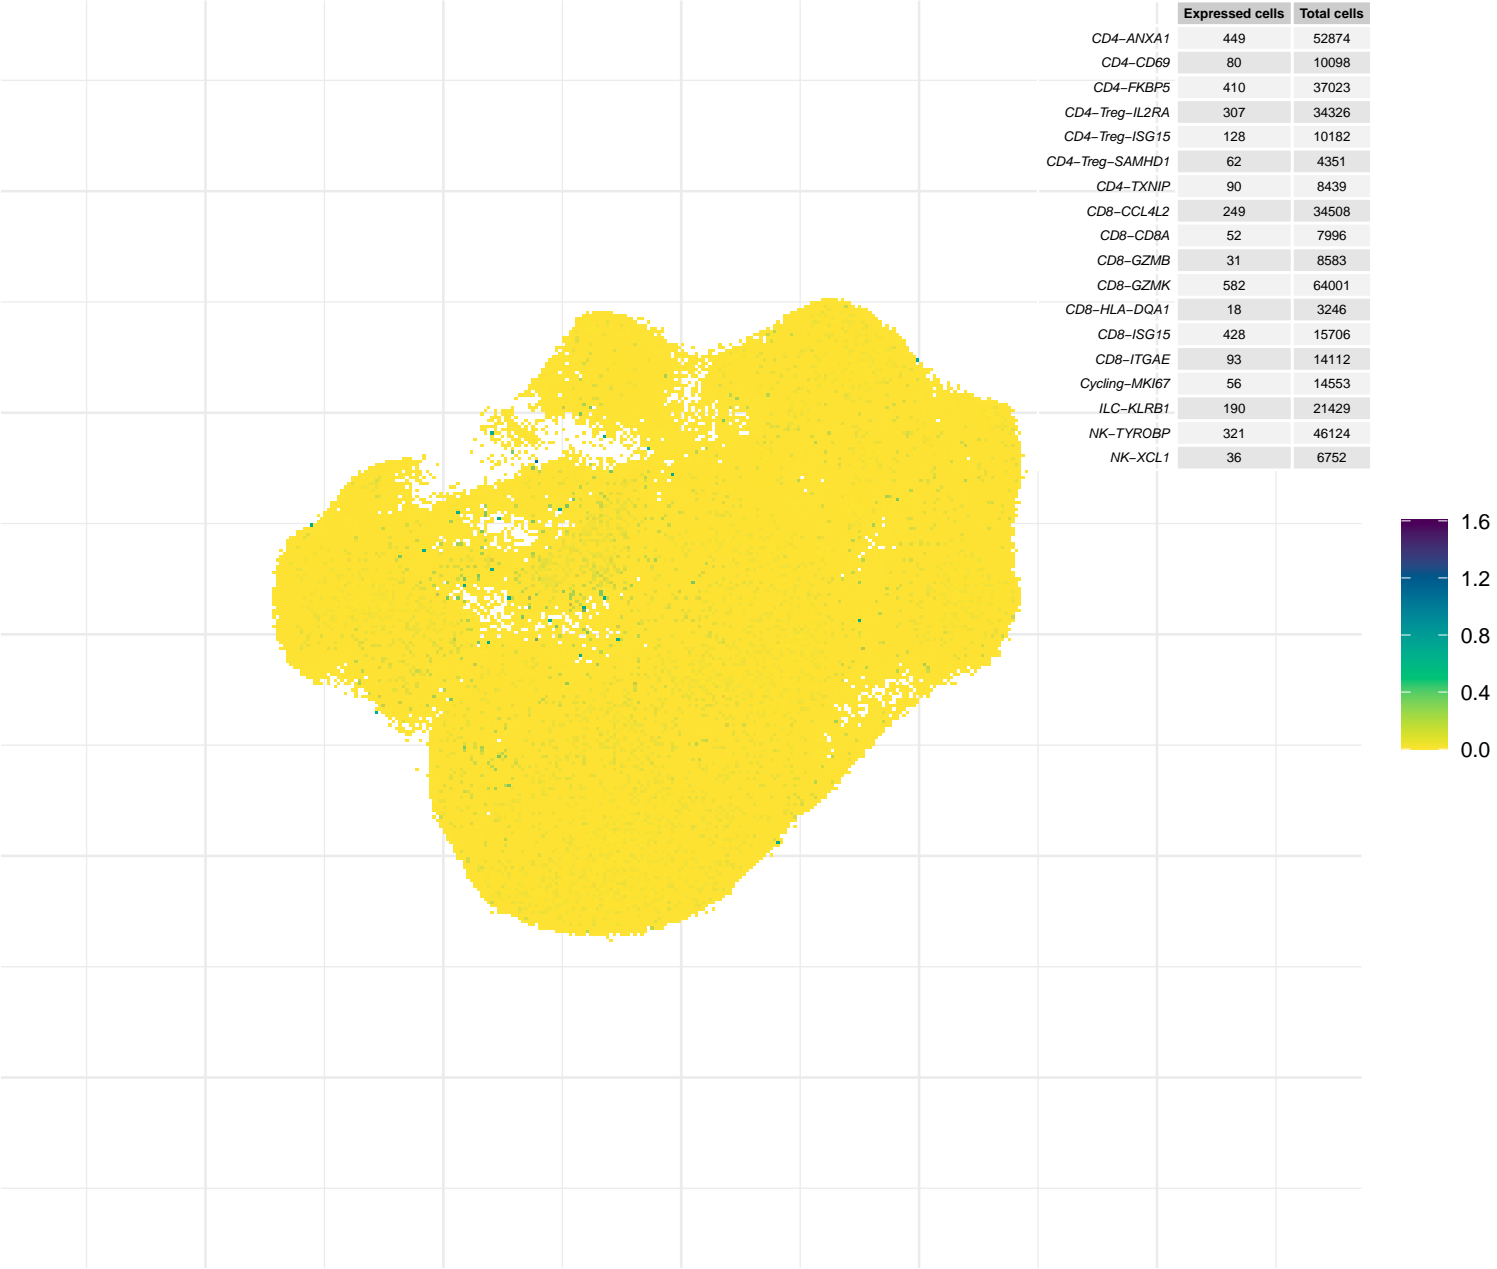 Expressed cells Total cells
CD4−ANXA1 449 52874
CD4−CD69 80 10098
CD4−FKBP5 410 37023
CD4−Treg−IL2RA 307 34326
CD4−Treg−ISG15 128 10182
CD4−Treg−SAMHD1 62 4351
CD4−TXNIP 90 8439
CD8−CCL4L2 249 34508
CD8−CD8A 52 7996
CD8−GZMB 31 8583
CD8−GZMK 582 64001
CD8−HLA−DQA1 18 3246
CD8−ISG15 428 15706
CD8−ITGAE 93 14112
Cycling−MKI67 56 14553
ILC−KLRB1 190 21429
NK−TYROBP 321 46124
NK−XCL1 36 6752
1.6
1.2
0.8
0.4
0.0